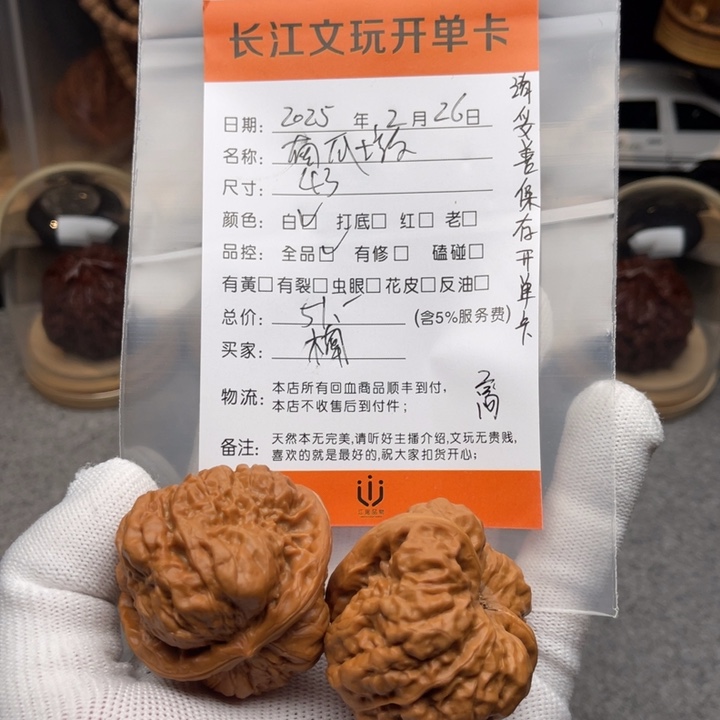 长江文玩开单卡
日期: 2025 年 2 月 26 日
名称: 南瓜
尺寸: 43
颜色: 白☑ 打底□ 红□ 老□
品控: 全品☑ 有修□ 磕碰□
有黄□有裂□虫眼□花皮□反油□
总价: (含5%服务费)
买家:
物流: 本店所有回血商品顺丰到付,
本店不收售后到付件;
备注: 天然本无完美,请听好主播介绍,文玩无贵贱,
喜欢的就是最好的,祝大家扣货开心;
请妥善保存开单卡